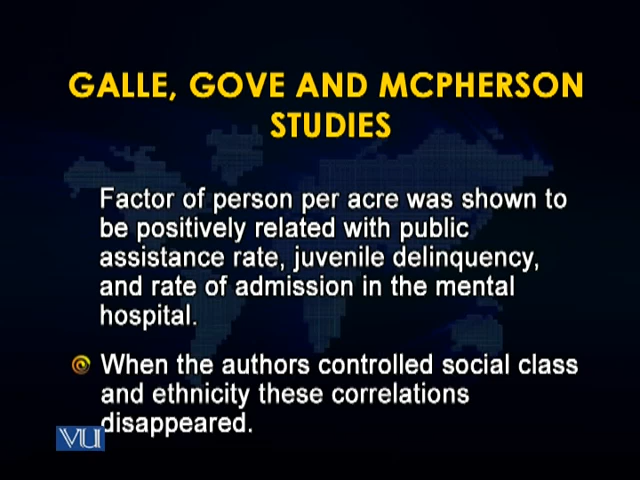 GALLE, GOVE AND MCPHERSON
STUDIES
Factor of person per acre was shown to
be positively related with public
assistance rate, juvenile delinquency,
and rate of admission in the mental
hospital.
When the authors controlled social class
and ethnicity these correlations
disappeared.
VU